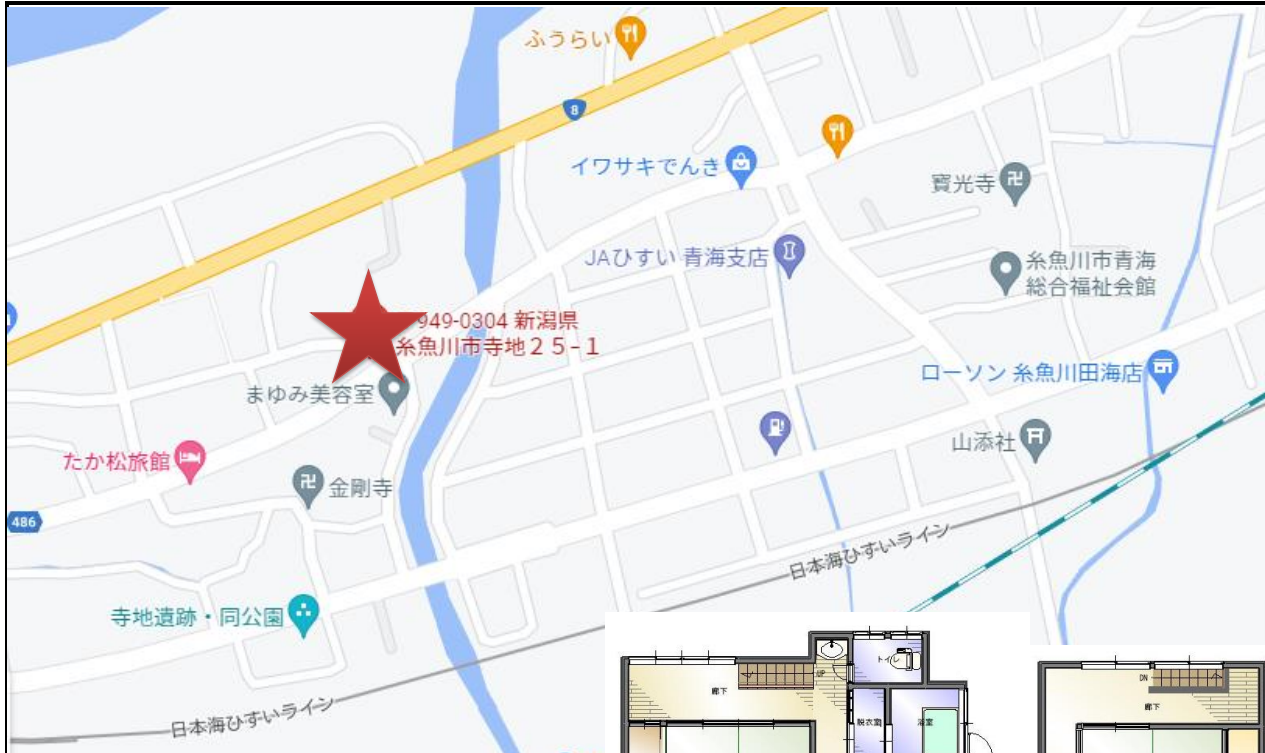 ふうらい
8
イワサキでんき
寳光寺
JAひすい 青海支店
糸魚川市青海
総合福祉会館
949-0304 新潟県
糸魚川市寺地２５−１
まゆみ美容室
ローソン 糸魚川田海店
山添社
たか松旅館
金剛寺
486
日本海ひすいライン
寺地遺跡・同公園
日本海ひすいライン
トイレ
UP
廊下
脱衣室
浴室
DN
廊下